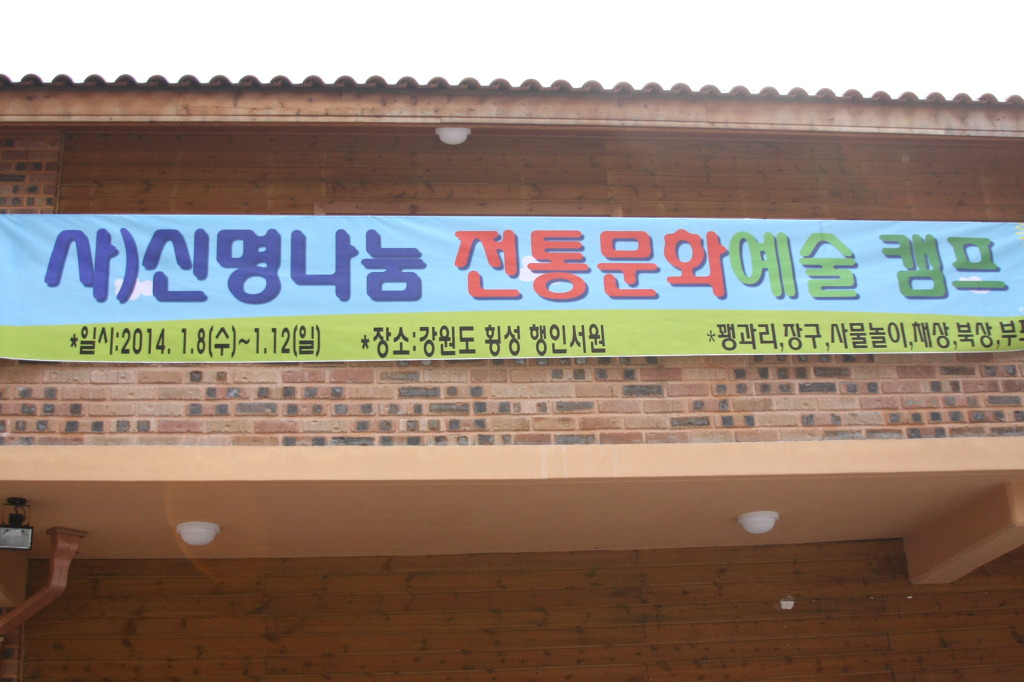 사)신명나눔 전통문화예술 캠프
*일시:2014. 1.8(수)~1.12(일) *장소:강원도 횡성 행인서원 *꽹과리,장구,사물놀이,채상,북상,부포